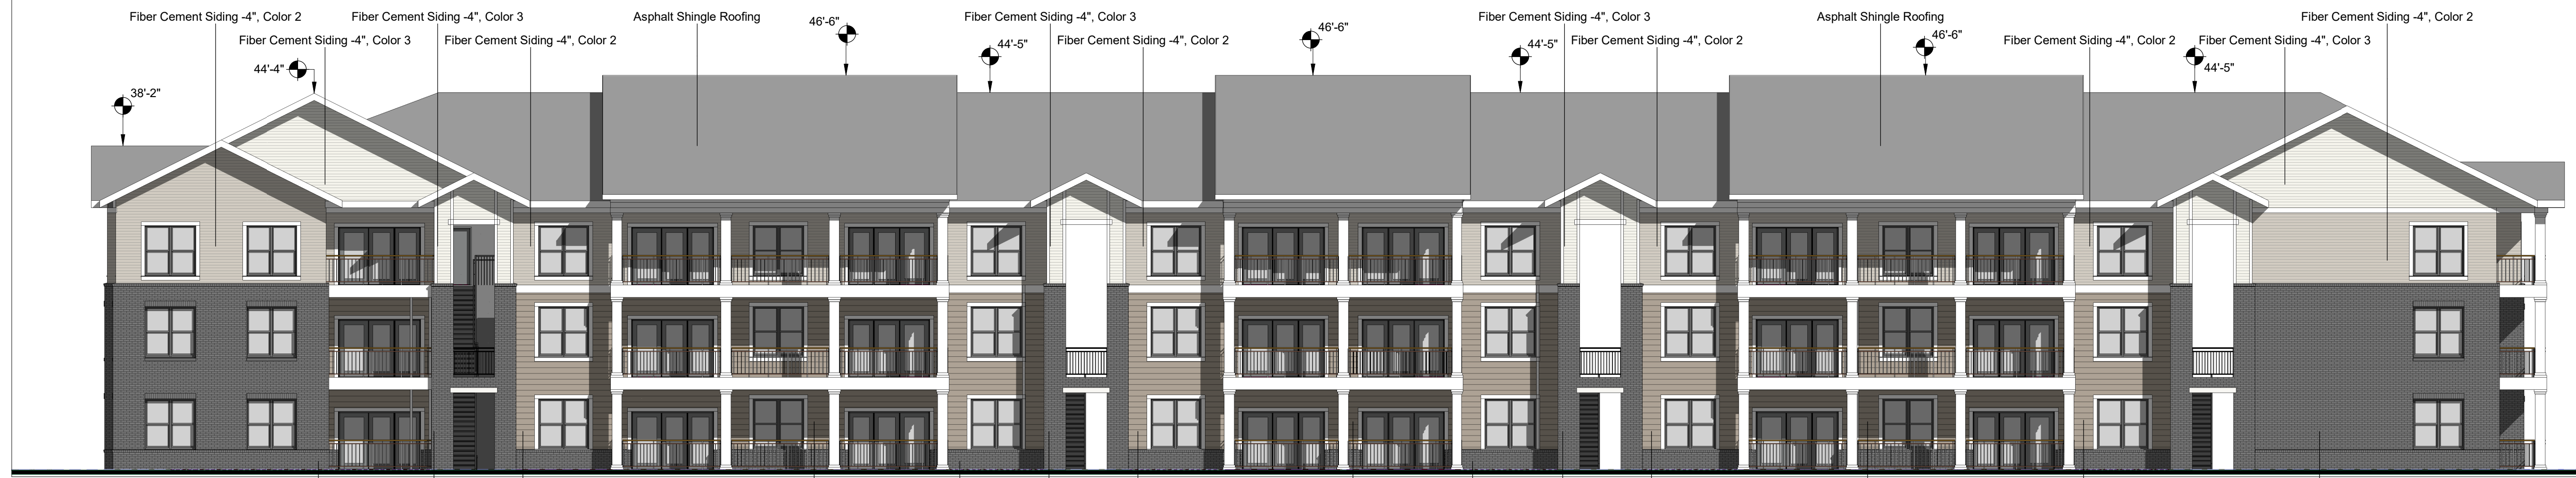 Fiber Cement Siding -4", Color 2
Fiber Cement Siding -4", Color 3
Asphalt Shingle Roofing
Fiber Cement Siding -4", Color 3
Fiber Cement Siding -4", Color 3
Asphalt Shingle Roofing
Fiber Cement Siding -4", Color 2
46'-6"
46'-6"
46'-6"
Fiber Cement Siding -4", Color 3
Fiber Cement Siding -4", Color 2
44'-5"
Fiber Cement Siding -4", Color 2
44'-5"
Fiber Cement Siding -4", Color 2
Fiber Cement Siding -4", Color 2
Fiber Cement Siding -4", Color 3
44'-4"
44'-5"
38'-2"